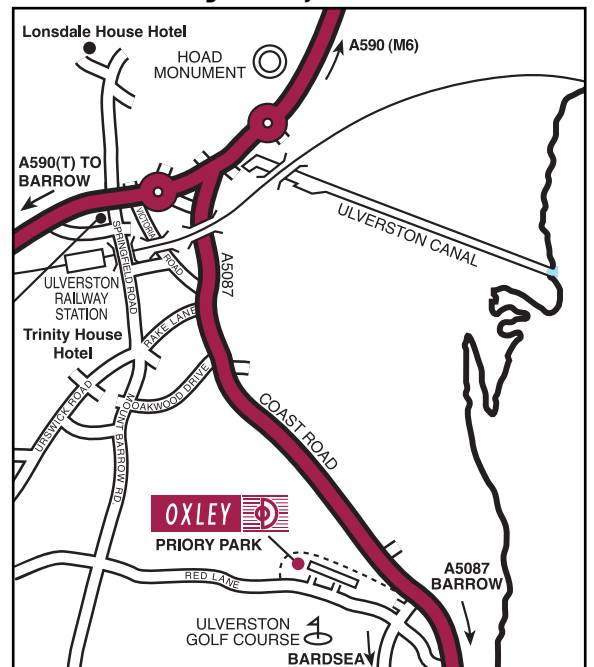 Lonsdale House Hotel
HOAD
MONUMENT
A590 (M6)
A590(T) TO
BARROW
VICTORIA
ROAD
SPRINGFIELD ROAD
A5087
ULVERSTON CANAL
ULVERSTON
RAILWAY
STATION
Trinity House
Hotel
RAKE LANE
OAKWOOD DRIVE
URSWICK ROAD
MOUNT BARROW RD.
COAST ROAD
OXLEY
PRIORY PARK
RED LANE
A5087
BARROW
ULVERSTON
GOLF COURSE
BARDSEA